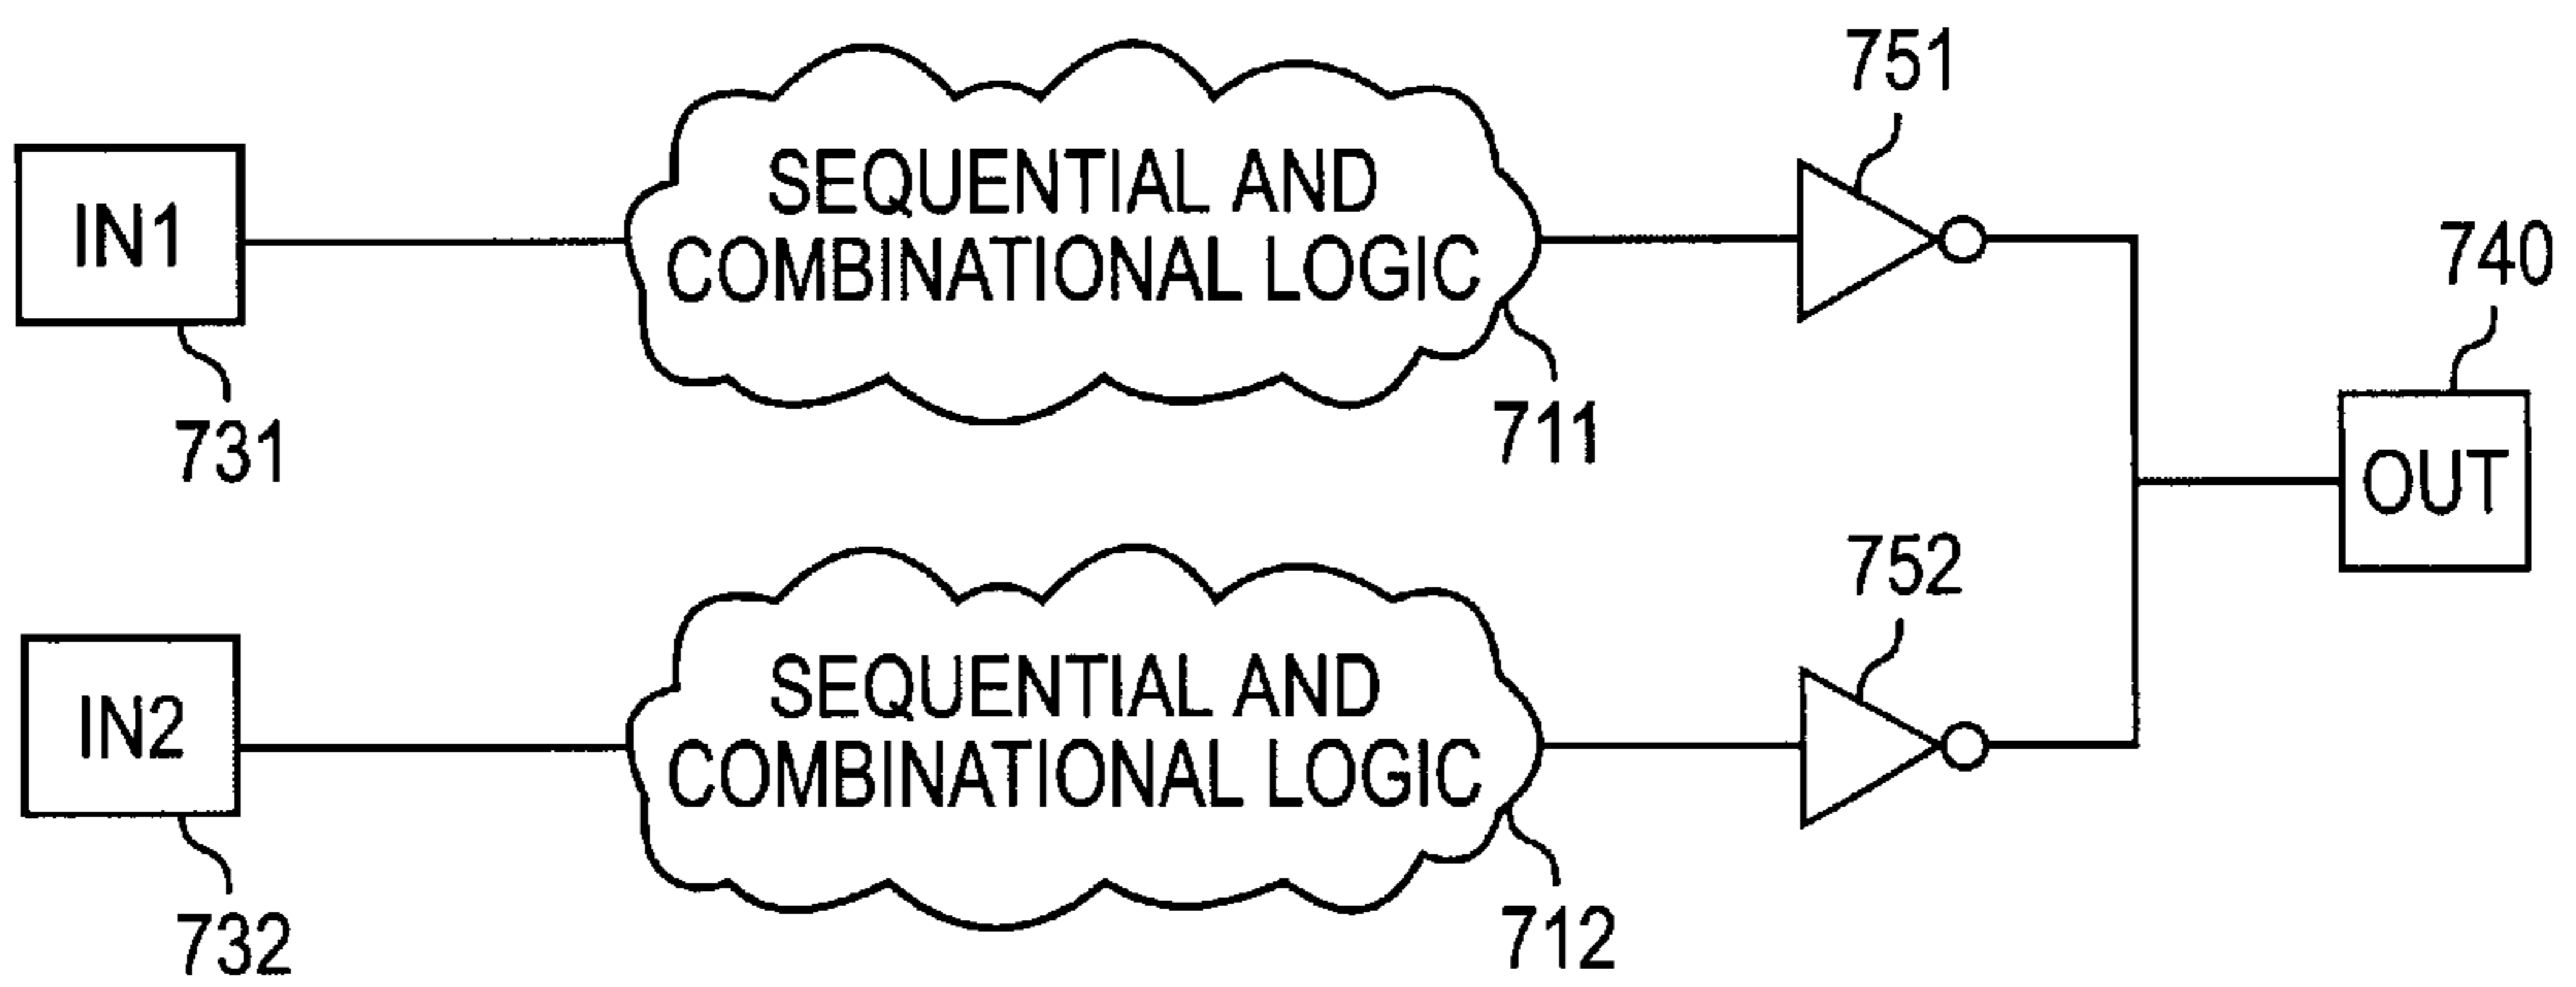 751
IN1
SEQUENTIAL AND
COMBINATIONAL LOGIC
740
731
711
OUT
752
IN2
SEQUENTIAL AND
COMBINATIONAL LOGIC
732
712